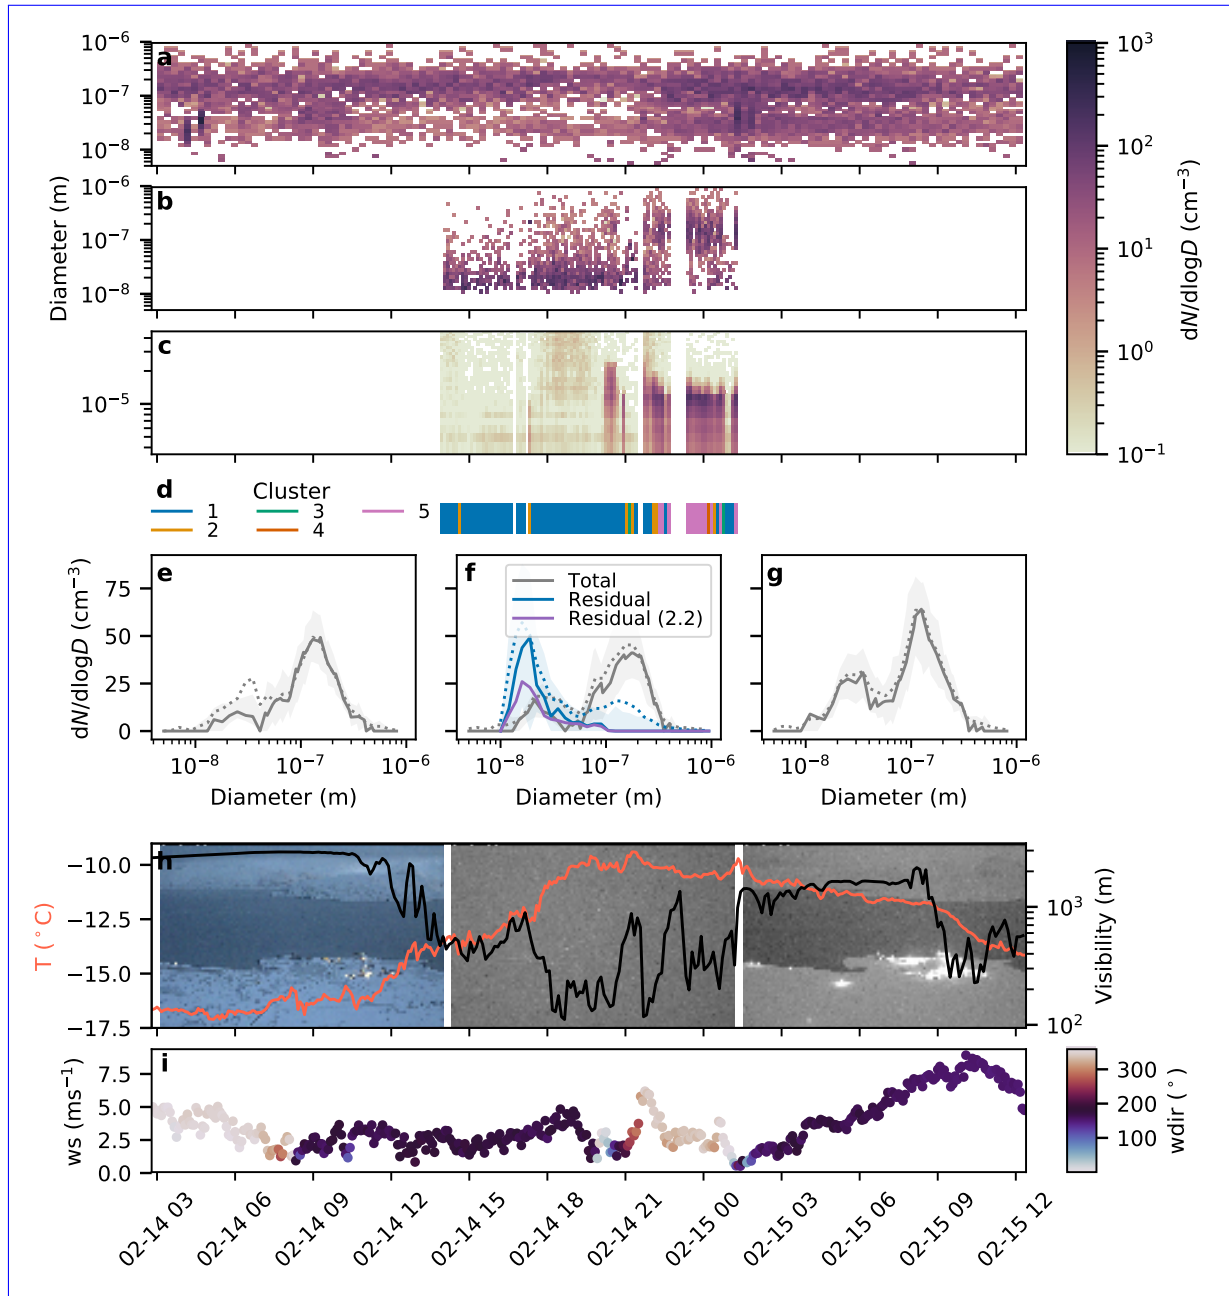 a
10⁻⁶
10⁻⁷
10⁻⁸
b
10⁻⁶
10⁻⁷
10⁻⁸
Diameter (m)
c
10⁻⁵
10³
10²
10¹
10⁰
10⁻¹
dN/dlogD (cm⁻³)
d
Cluster
1
2
3
4
5
e
75
50
25
0
dN/dlogD (cm⁻³)
10⁻⁸ 10⁻⁷ 10⁻⁶
Diameter (m)
f
Total
Residual
Residual (2.2)
10⁻⁸ 10⁻⁷ 10⁻⁶
Diameter (m)
g
10⁻⁸ 10⁻⁷ 10⁻⁶
Diameter (m)
h
−10.0
−12.5
−15.0
−17.5
T (°C)
10³
10²
Visibility (m)
i
7.5
5.0
2.5
0.0
ws (ms⁻¹)
300
200
100
wdir (°)
02-14 03
02-14 06
02-14 09
02-14 12
02-14 15
02-14 18
02-14 21
02-15 00
02-15 03
02-15 06
02-15 09
02-15 12